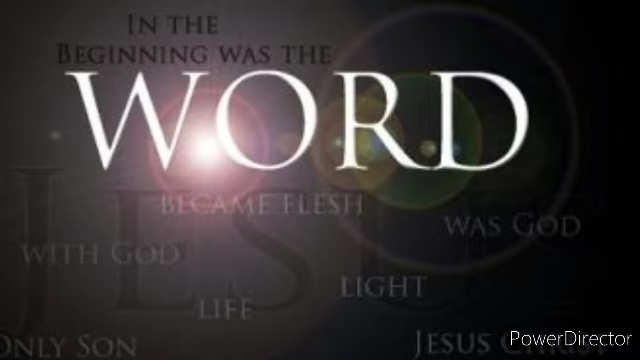 In the
Beginning was the
WORD
Jesus
became flesh
was God
with God
Light
Life
Only Son
Jesus Christ
PowerDirector